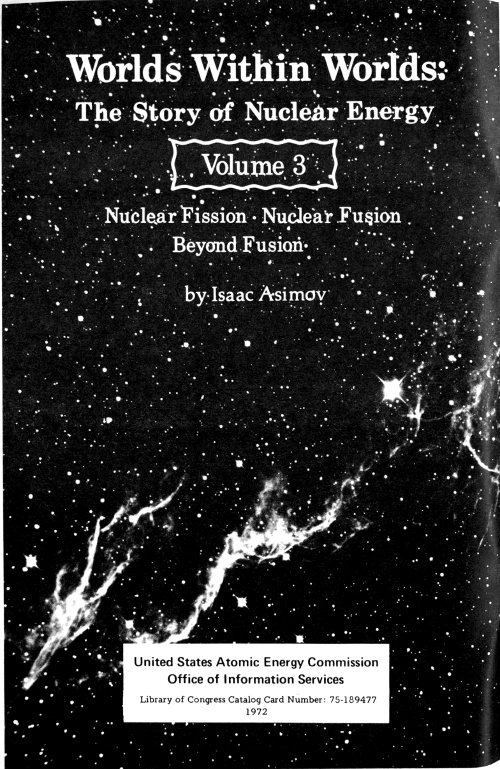 Worlds Within Worlds:
The Story of Nuclear Energy
Volume 3
Nuclear Fission · Nuclear Fusion
Beyond Fusion
by Isaac Asimov
United States Atomic Energy Commission
Office of Information Services
Library of Congress Catalog Card Number: 75-189477
1972